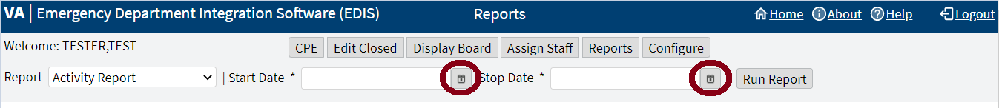 VA | Emergency Department Integration Software (EDIS) Reports Home About Help Logout
Welcome: TESTER,TEST CPE Edit Closed Display Board Assign Staff Reports Configure
Report Activity Report | Start Date * Stop Date * Run Report